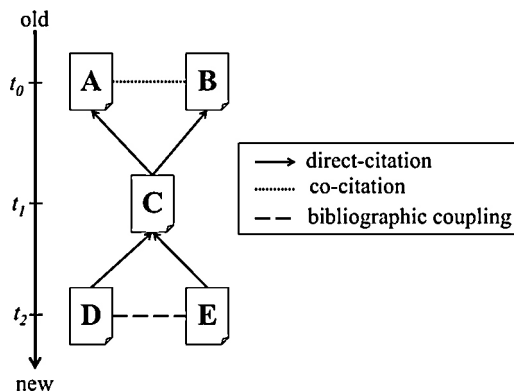 old
t0
A
B
direct-citation
co-citation
bibliographic coupling
t1
C
t2
D
E
new